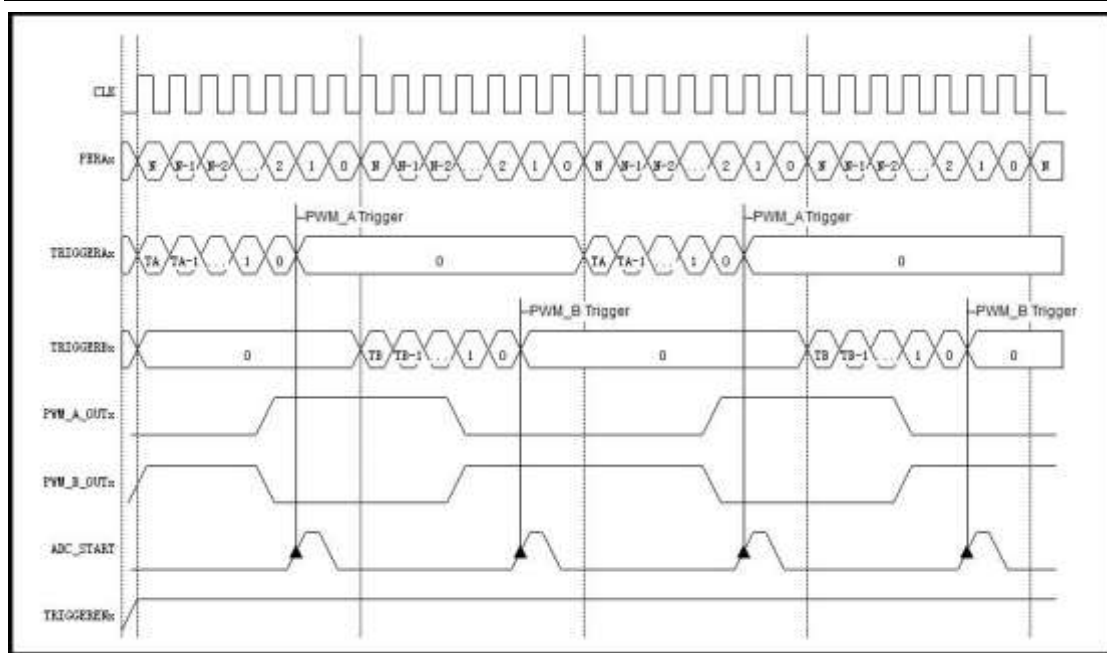 CLK
PERAx
N N-1 N-2 ... 2 1 0 N N-1 N-2 ... 2 1 0 N N-1 N-2 ... 2 1 0 N N-1 N-2 ... 2 1 0 N
PWM_A Trigger PWM_A Trigger
TRIGGERAx
TA TA-1 ... 1 0 0 TA TA-1 ... 1 0 0
PWM_B Trigger PWM_B Trigger
TRIGGERBx
0 TB TB-1 ... 1 0 0 TB TB-1 ... 1 0 0
PWM_A_OUTx
PWM_B_OUTx
ADC_START
TRIGGERENx